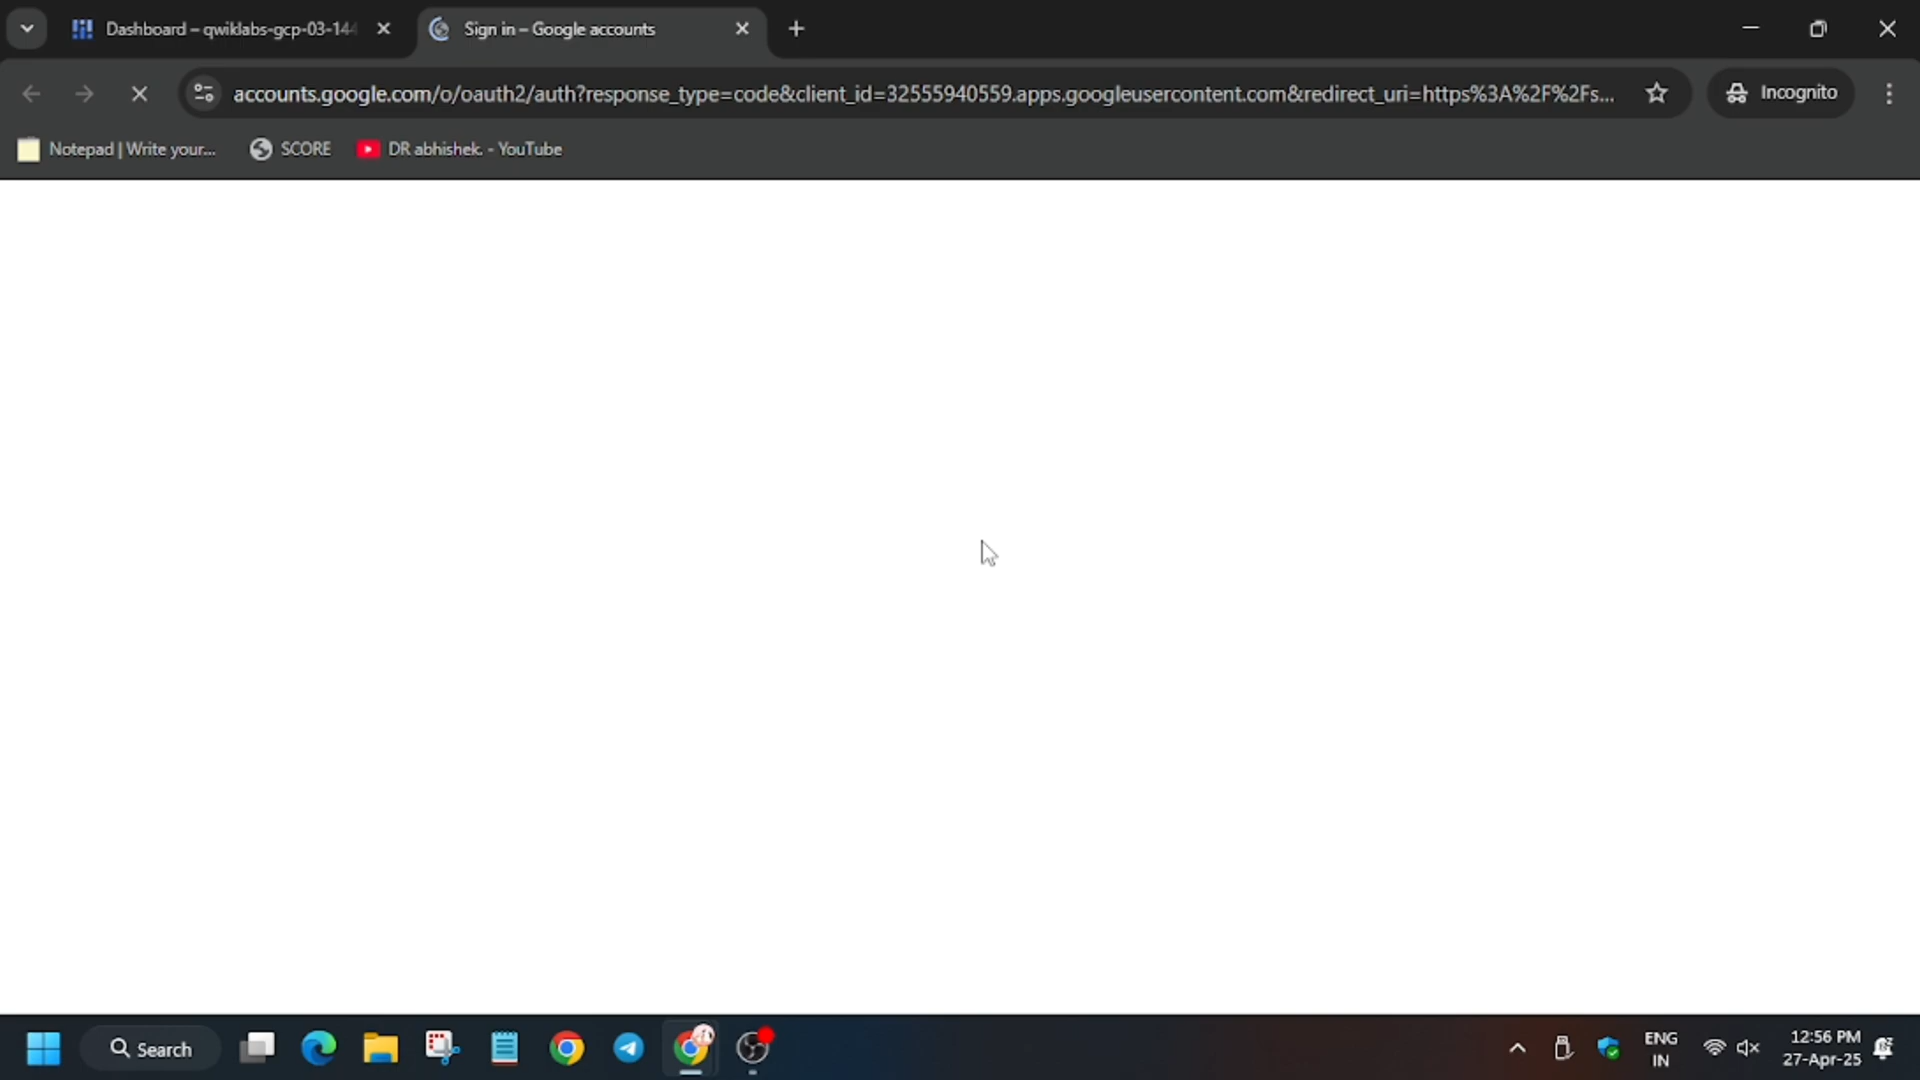 Dashboard – qwiklabs-gcp-03-144
Sign in – Google accounts
accounts.google.com/o/oauth2/auth?response_type=code&client_id=32555940559.apps.googleusercontent.com&redirect_uri=https%3A%2F%2Fs...
Incognito
Notepad | Write your...
SCORE
DR abhishek. - YouTube
Search
ENG
IN
12:56 PM
27-Apr-25